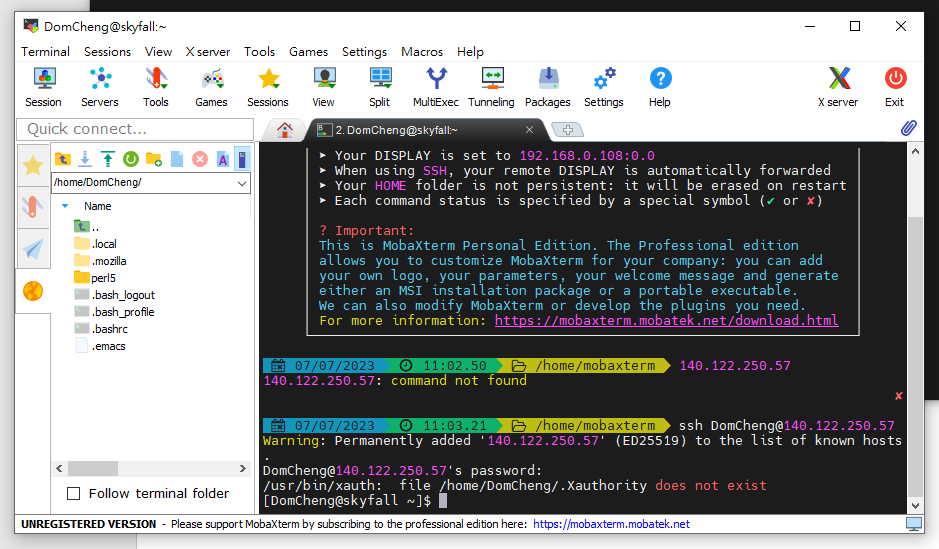 DomCheng@skyfall:~
Terminal Sessions View X server Tools Games Settings Macros Help
Session Servers Tools Games Sessions View Split MultiExec Tunneling Packages Settings Help X server Exit
Quick connect...
2. DomCheng@skyfall:~
/home/DomCheng/
Name
..
.local
.mozilla
perl5
.bash_logout
.bash_profile
.bashrc
.emacs
Follow terminal folder
➤ Your DISPLAY is set to 192.168.0.108:0.0
➤ When using SSH, your remote DISPLAY is automatically forwarded
➤ Your HOME folder is not persistent: it will be erased on restart
➤ Each command status is specified by a special symbol (✔ or ✘)
? Important:
This is MobaXterm Personal Edition. The Professional edition
allows you to customize MobaXterm for your company: you can add
your own logo, your parameters, your welcome message and generate
either an MSI installation package or a portable executable.
We can also modify MobaXterm or develop the plugins you need.
For more information: https://mobaxterm.mobatek.net/download.html
07/07/2023 11:02.50 /home/mobaxterm 140.122.250.57
140.122.250.57: command not found
✘
07/07/2023 11:03.21 /home/mobaxterm ssh DomCheng@140.122.250.57
Warning: Permanently added '140.122.250.57' (ED25519) to the list of known hosts
.
DomCheng@140.122.250.57's password:
/usr/bin/xauth:  file /home/DomCheng/.Xauthority does not exist
[DomCheng@skyfall ~]$
UNREGISTERED VERSION - Please support MobaXterm by subscribing to the professional edition here: https://mobaxterm.mobatek.net